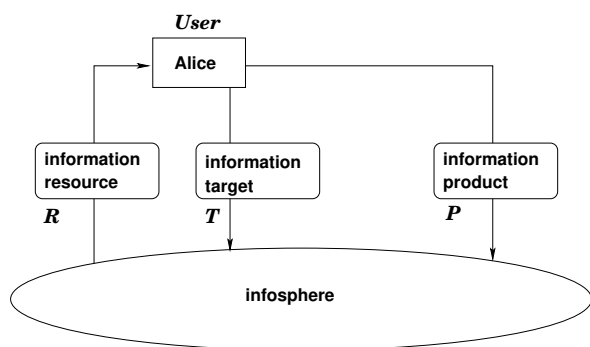 User
Alice
information
resource
information
target
information
product
R
T
P
infosphere